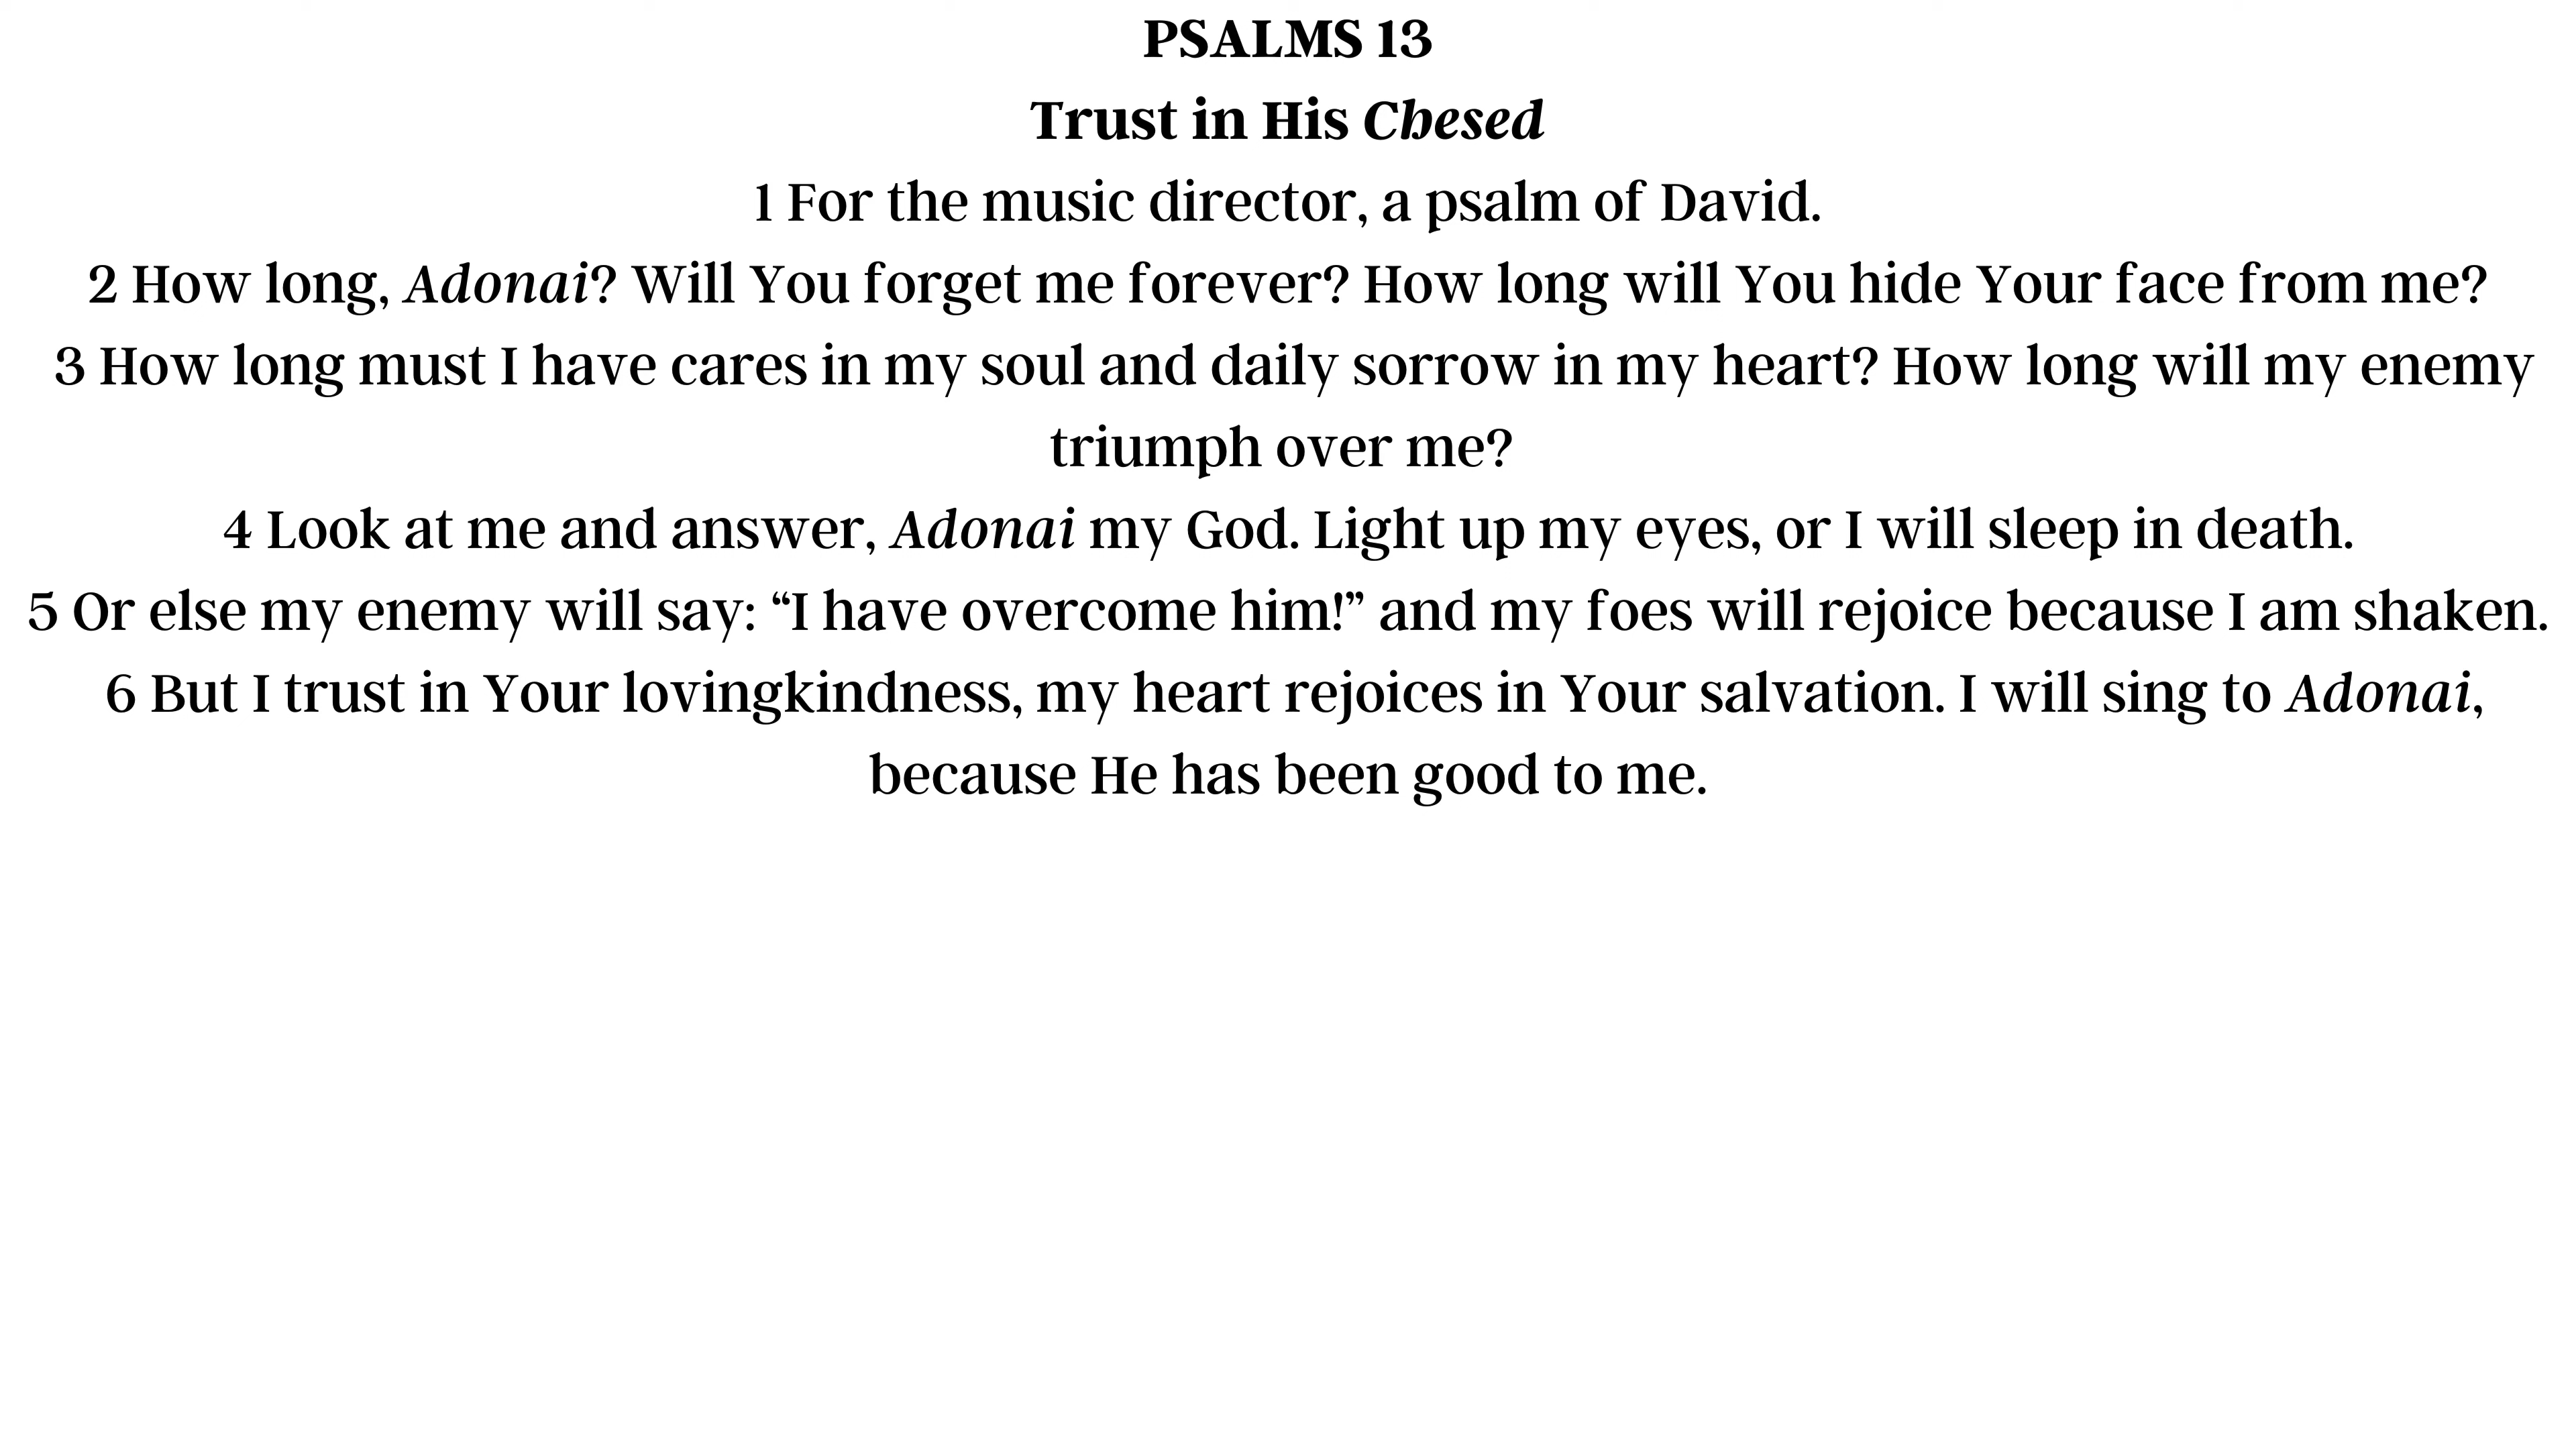 PSALMS 13
Trust in His Chesed
1 For the music director, a psalm of David.
2 How long, Adonai? Will You forget me forever? How long will You hide Your face from me?
3 How long must I have cares in my soul and daily sorrow in my heart? How long will my enemy
triumph over me?
4 Look at me and answer, Adonai my God. Light up my eyes, or I will sleep in death.
5 Or else my enemy will say: “I have overcome him!” and my foes will rejoice because I am shaken.
6 But I trust in Your lovingkindness, my heart rejoices in Your salvation. I will sing to Adonai,
because He has been good to me.